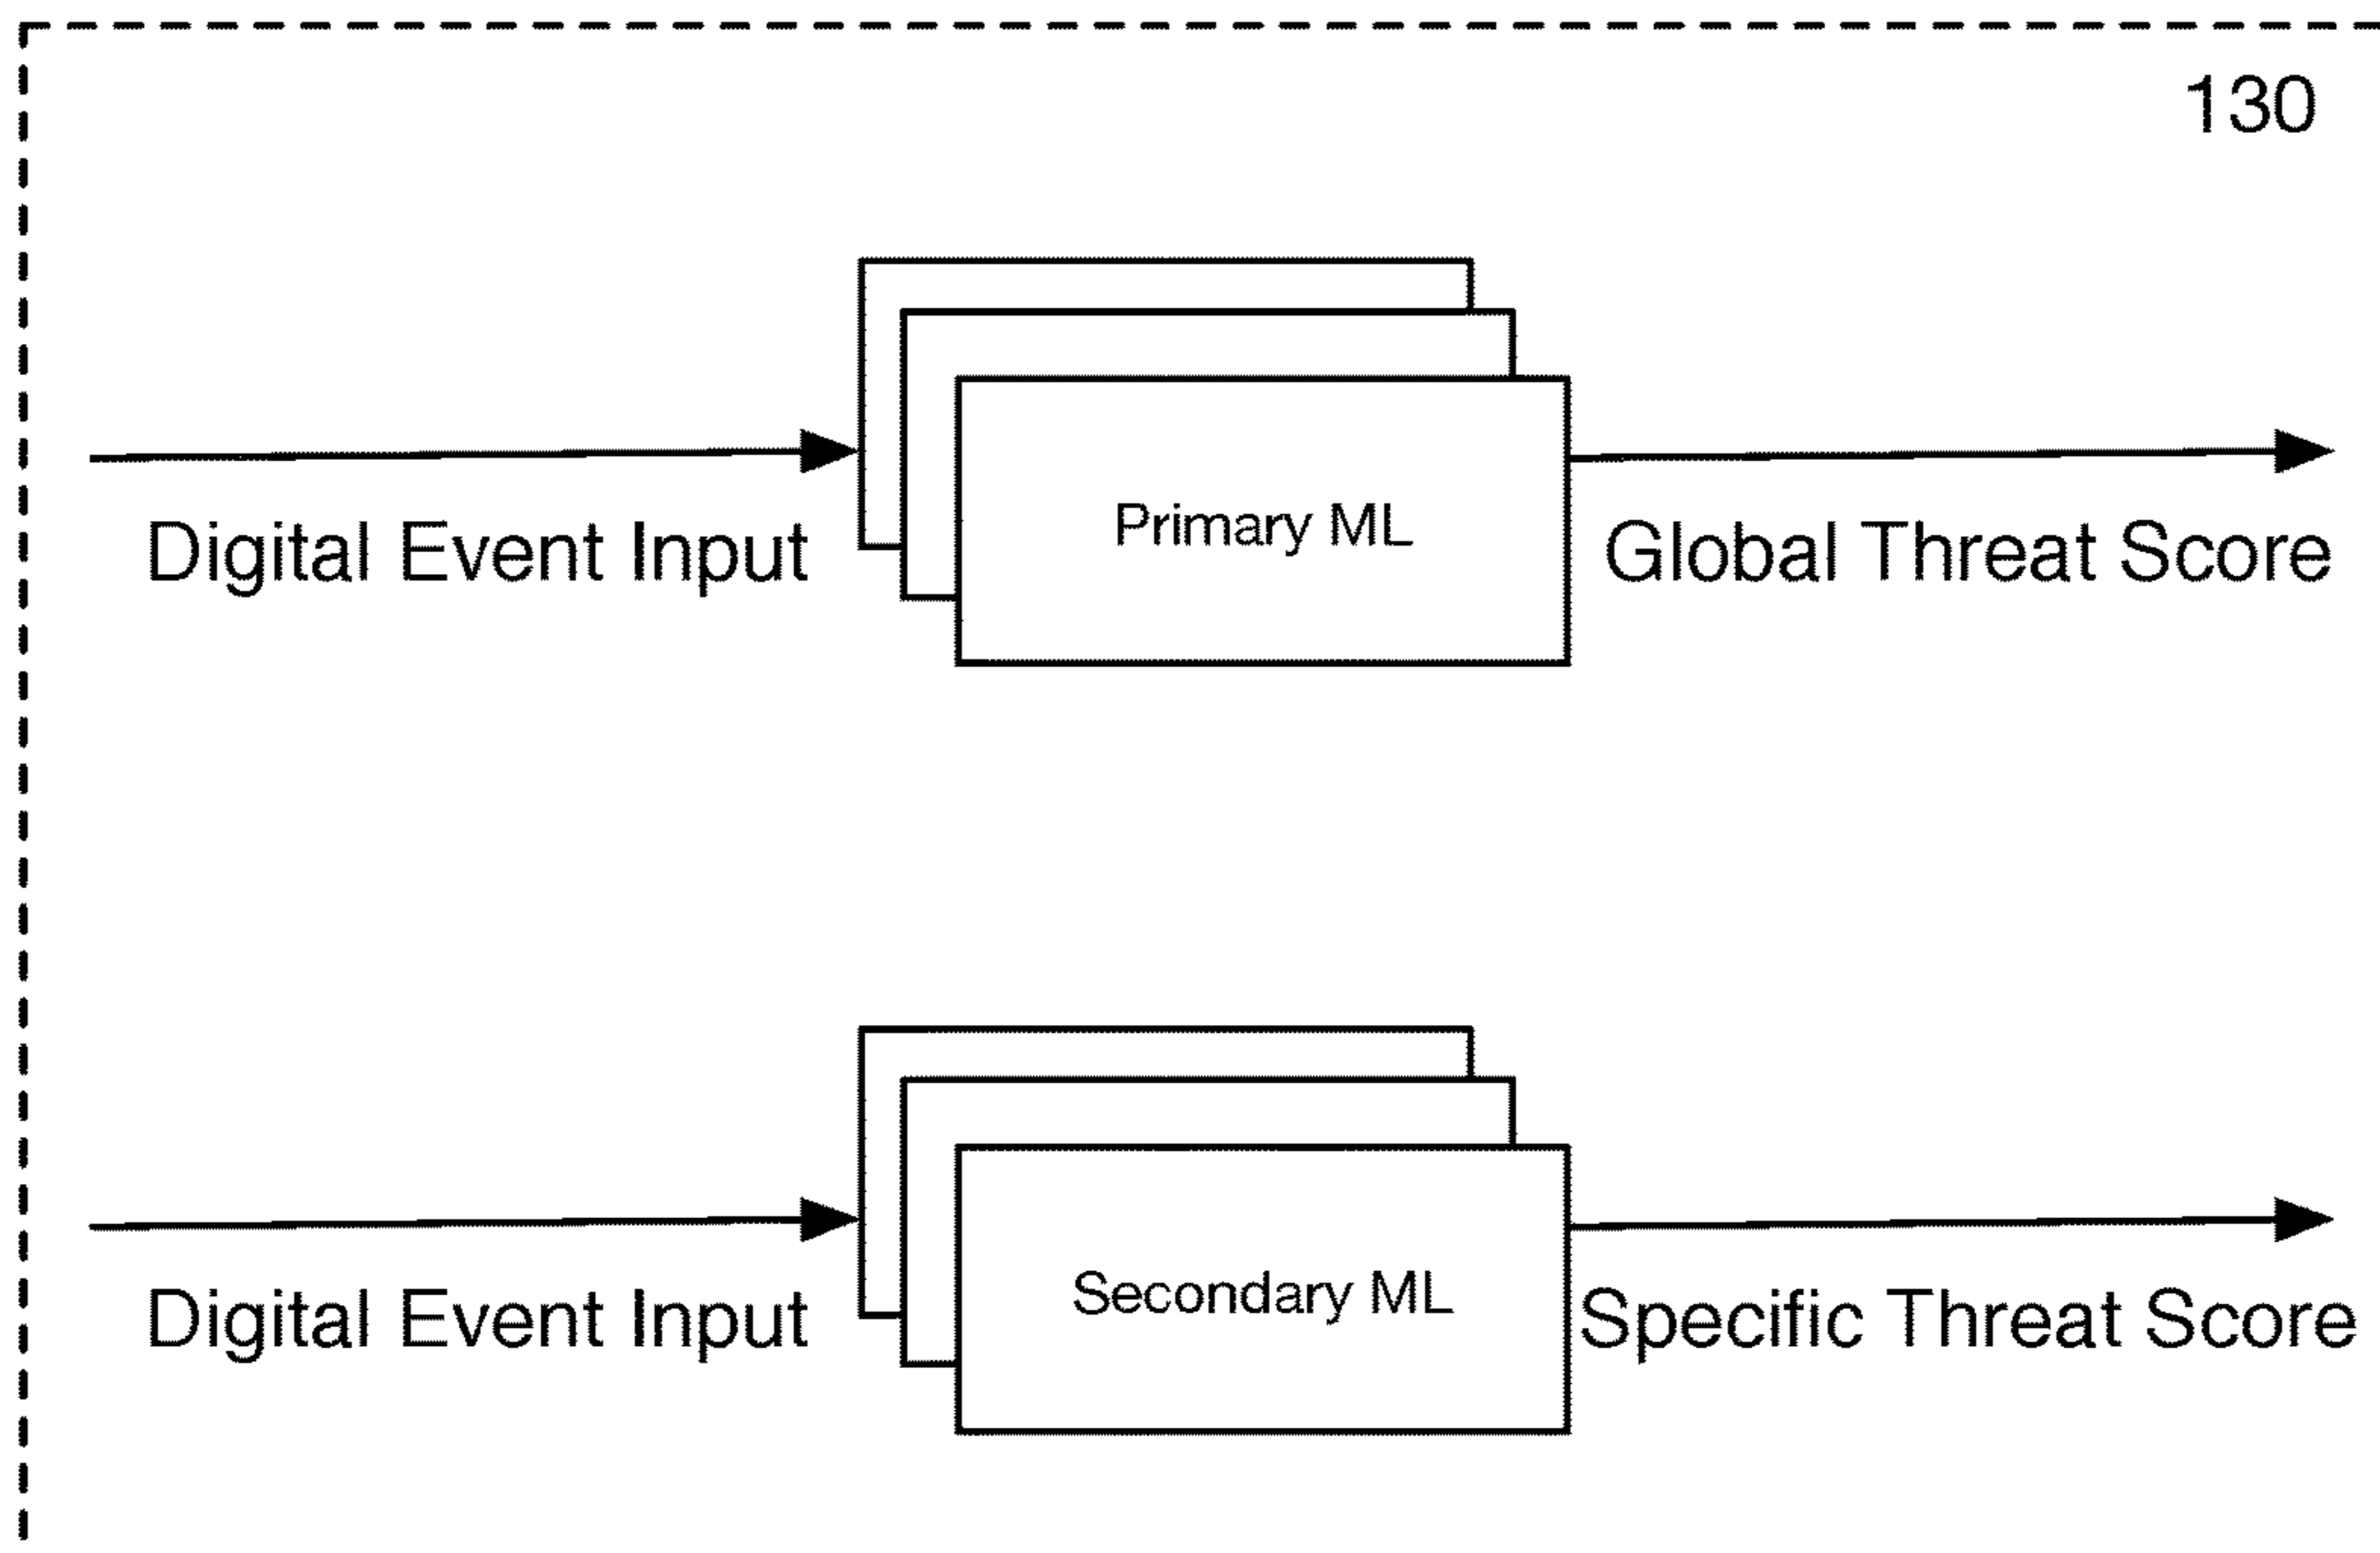 130
Primary ML
Digital Event Input
Global Threat Score
Secondary ML
Digital Event Input
Specific Threat Score